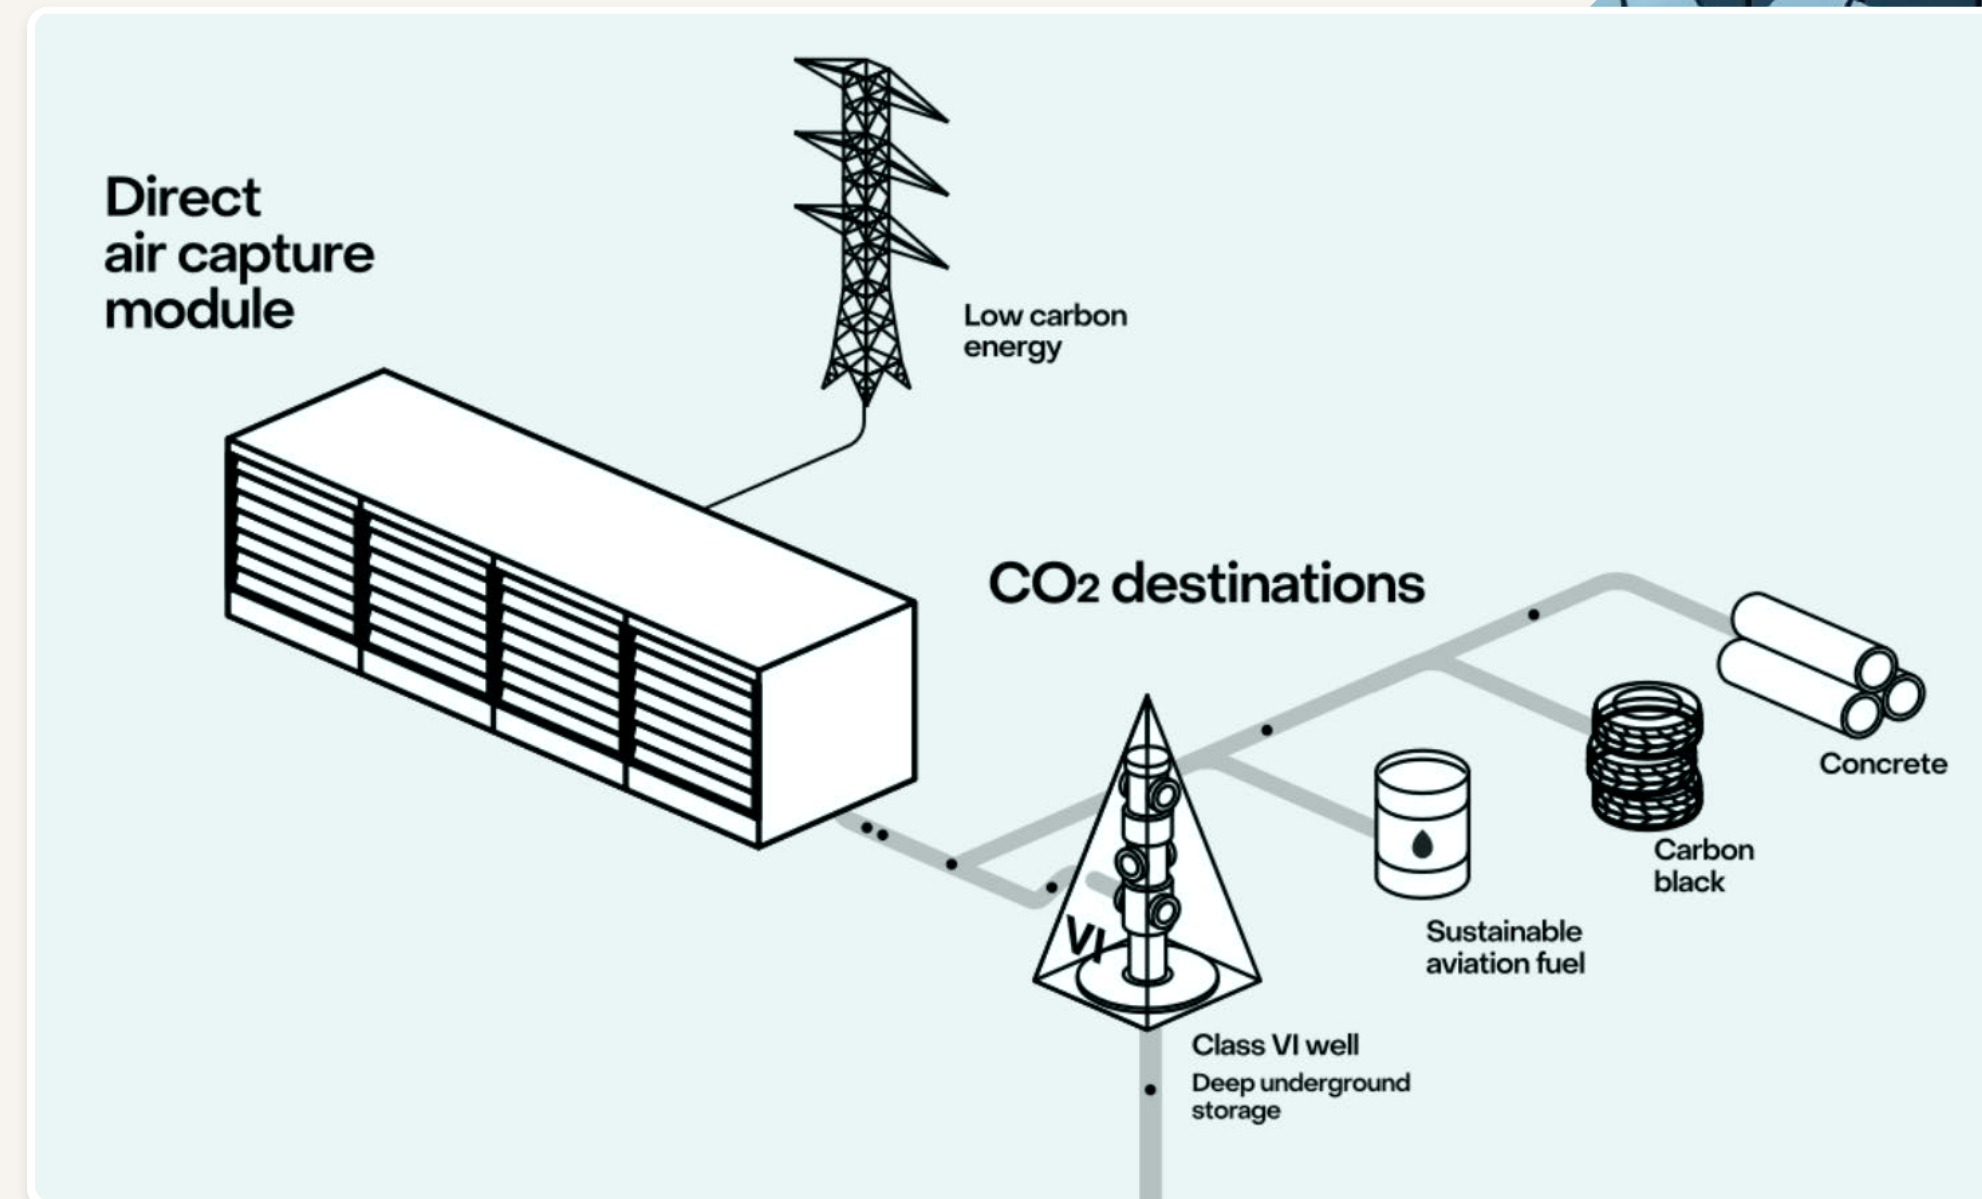 Direct
air capture
module
Low carbon
energy
CO2 destinations
Concrete
Carbon
black
Sustainable
aviation fuel
VI
Class VI well
Deep underground
storage